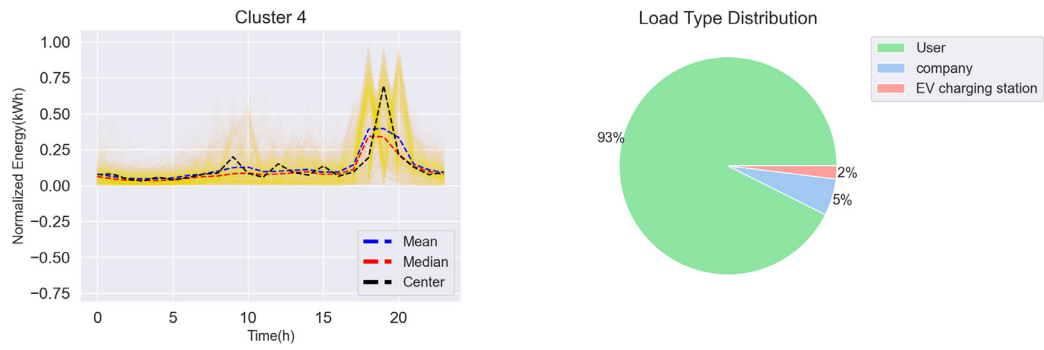 Cluster 4
Normalized Energy(kWh)
1.00
0.75
0.50
0.25
0.00
−0.25
−0.50
−0.75
0
5
10
15
20
Time(h)
Mean
Median
Center
Load Type Distribution
User
company
EV charging station
93%
2%
5%